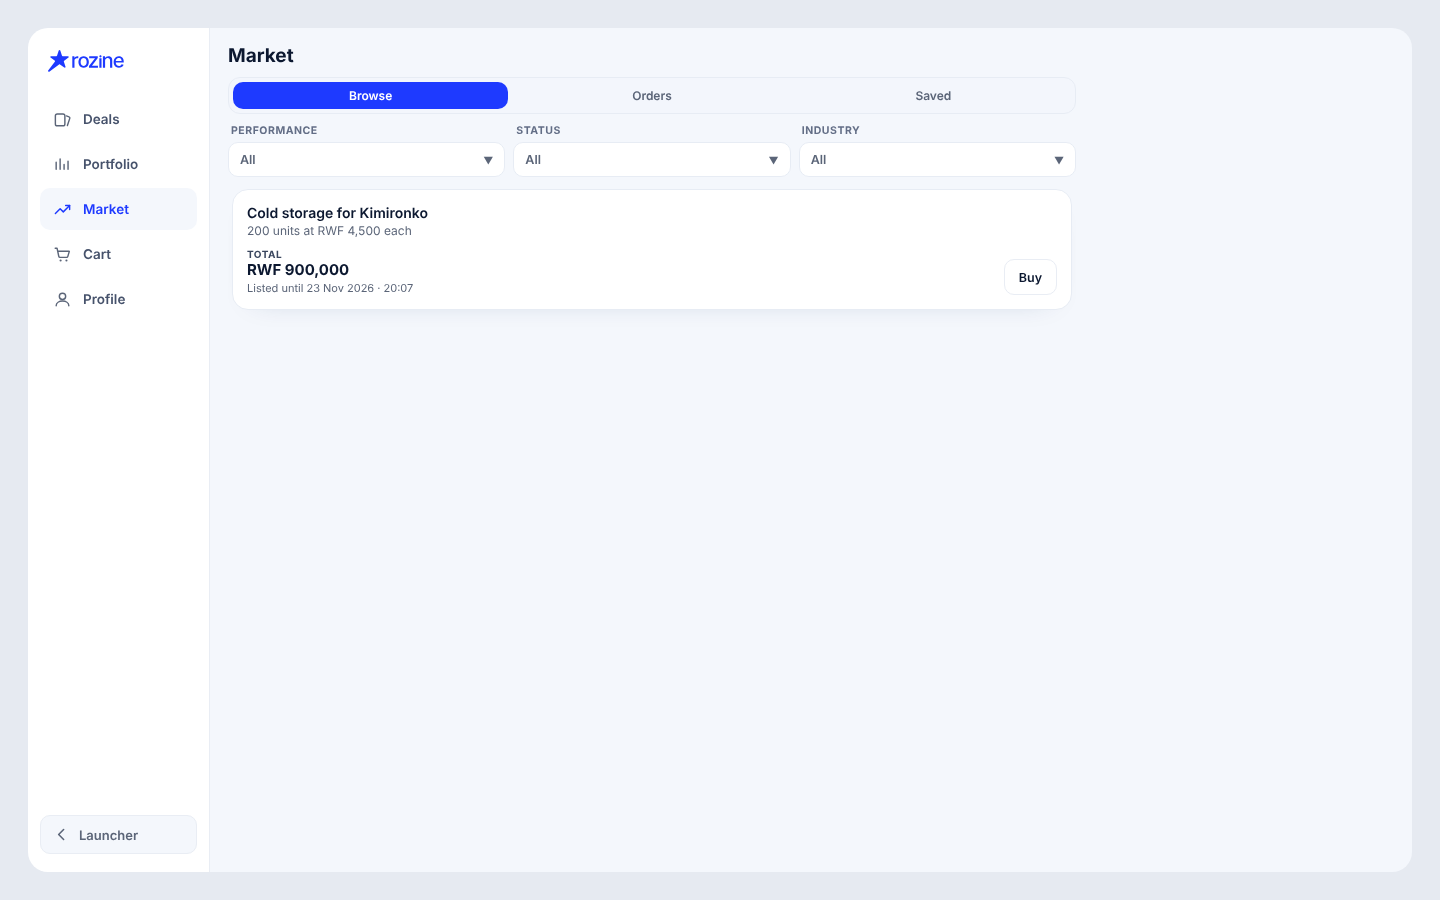 rozine
Deals
Portfolio
Market
Cart
Profile
Launcher
Market
Browse
Orders
Saved
PERFORMANCE
STATUS
INDUSTRY
All
All
All
Cold storage for Kimironko
200 units at RWF 4,500 each
TOTAL
RWF 900,000
Listed until 23 Nov 2026 · 20:07
Buy